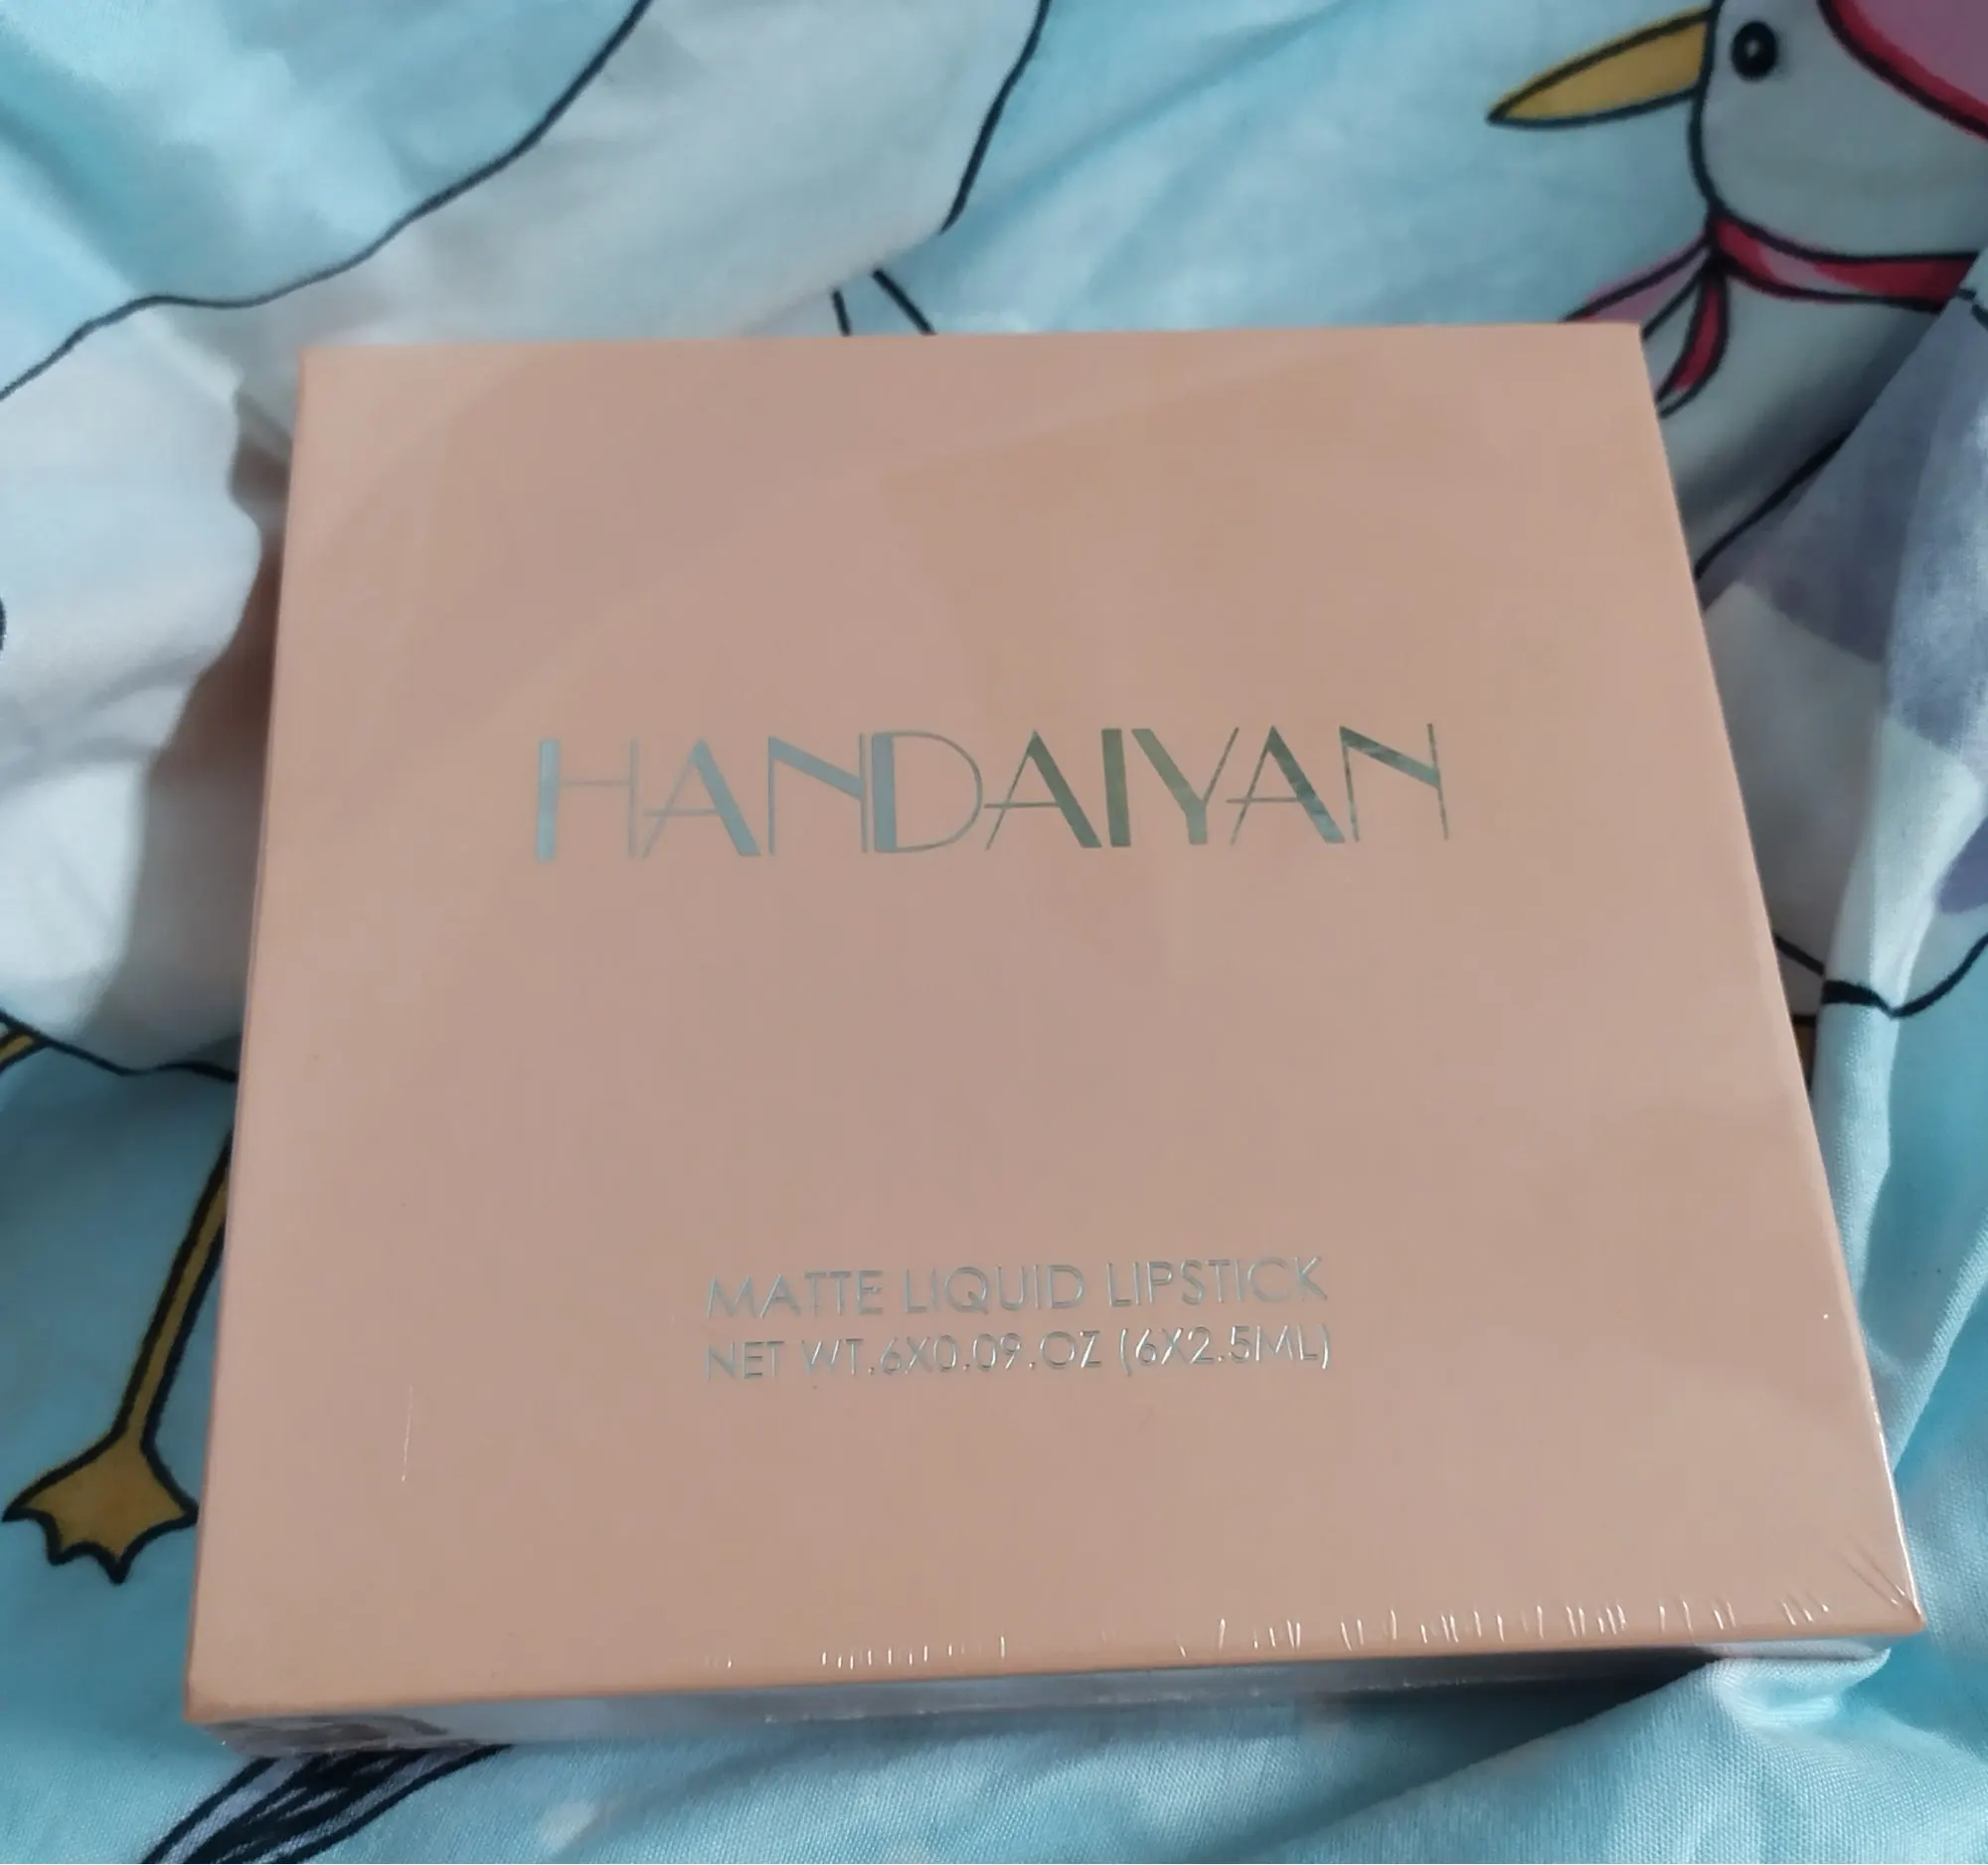 HANDAIYAN
MATTE LIQUID LIPSTICK
NET WT.6X0.09.OZ (6X2.5ML)